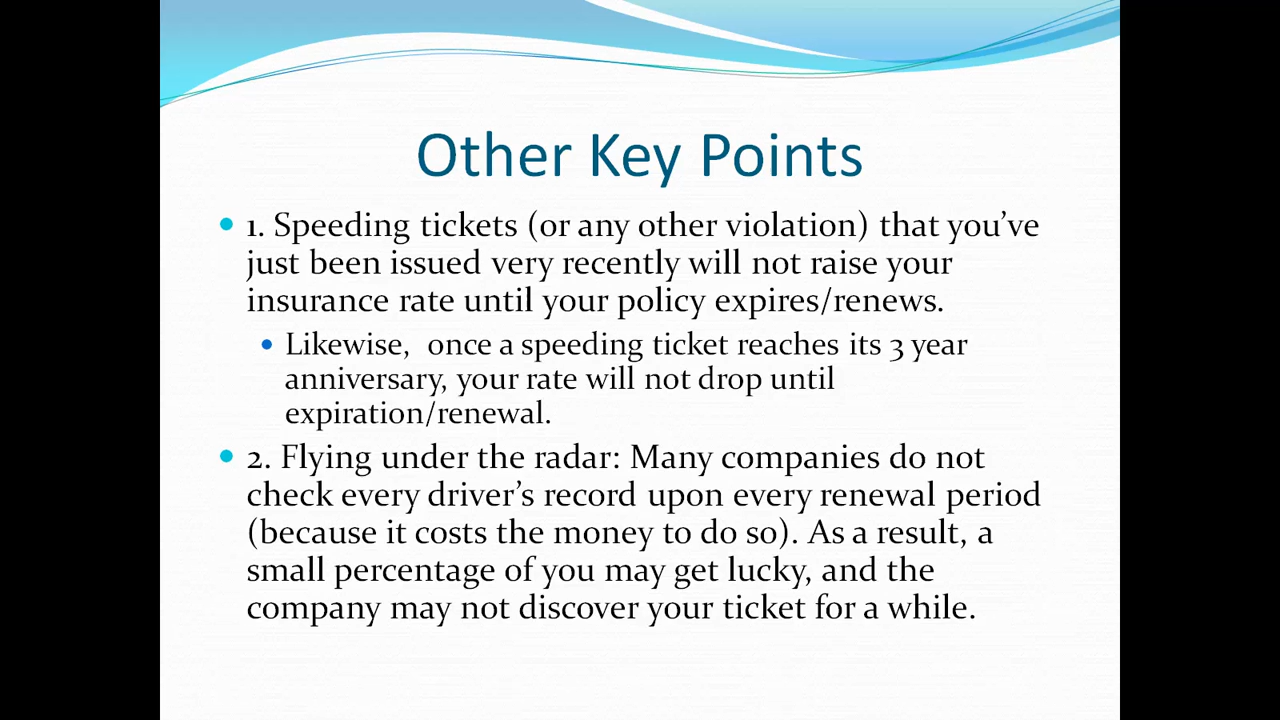 Other Key Points
• 1. Speeding tickets (or any other violation) that you’ve
just been issued very recently will not raise your
insurance rate until your policy expires/renews.
• Likewise,  once a speeding ticket reaches its 3 year
anniversary, your rate will not drop until
expiration/renewal.
• 2. Flying under the radar: Many companies do not
check every driver’s record upon every renewal period
(because it costs the money to do so). As a result, a
small percentage of you may get lucky, and the
company may not discover your ticket for a while.